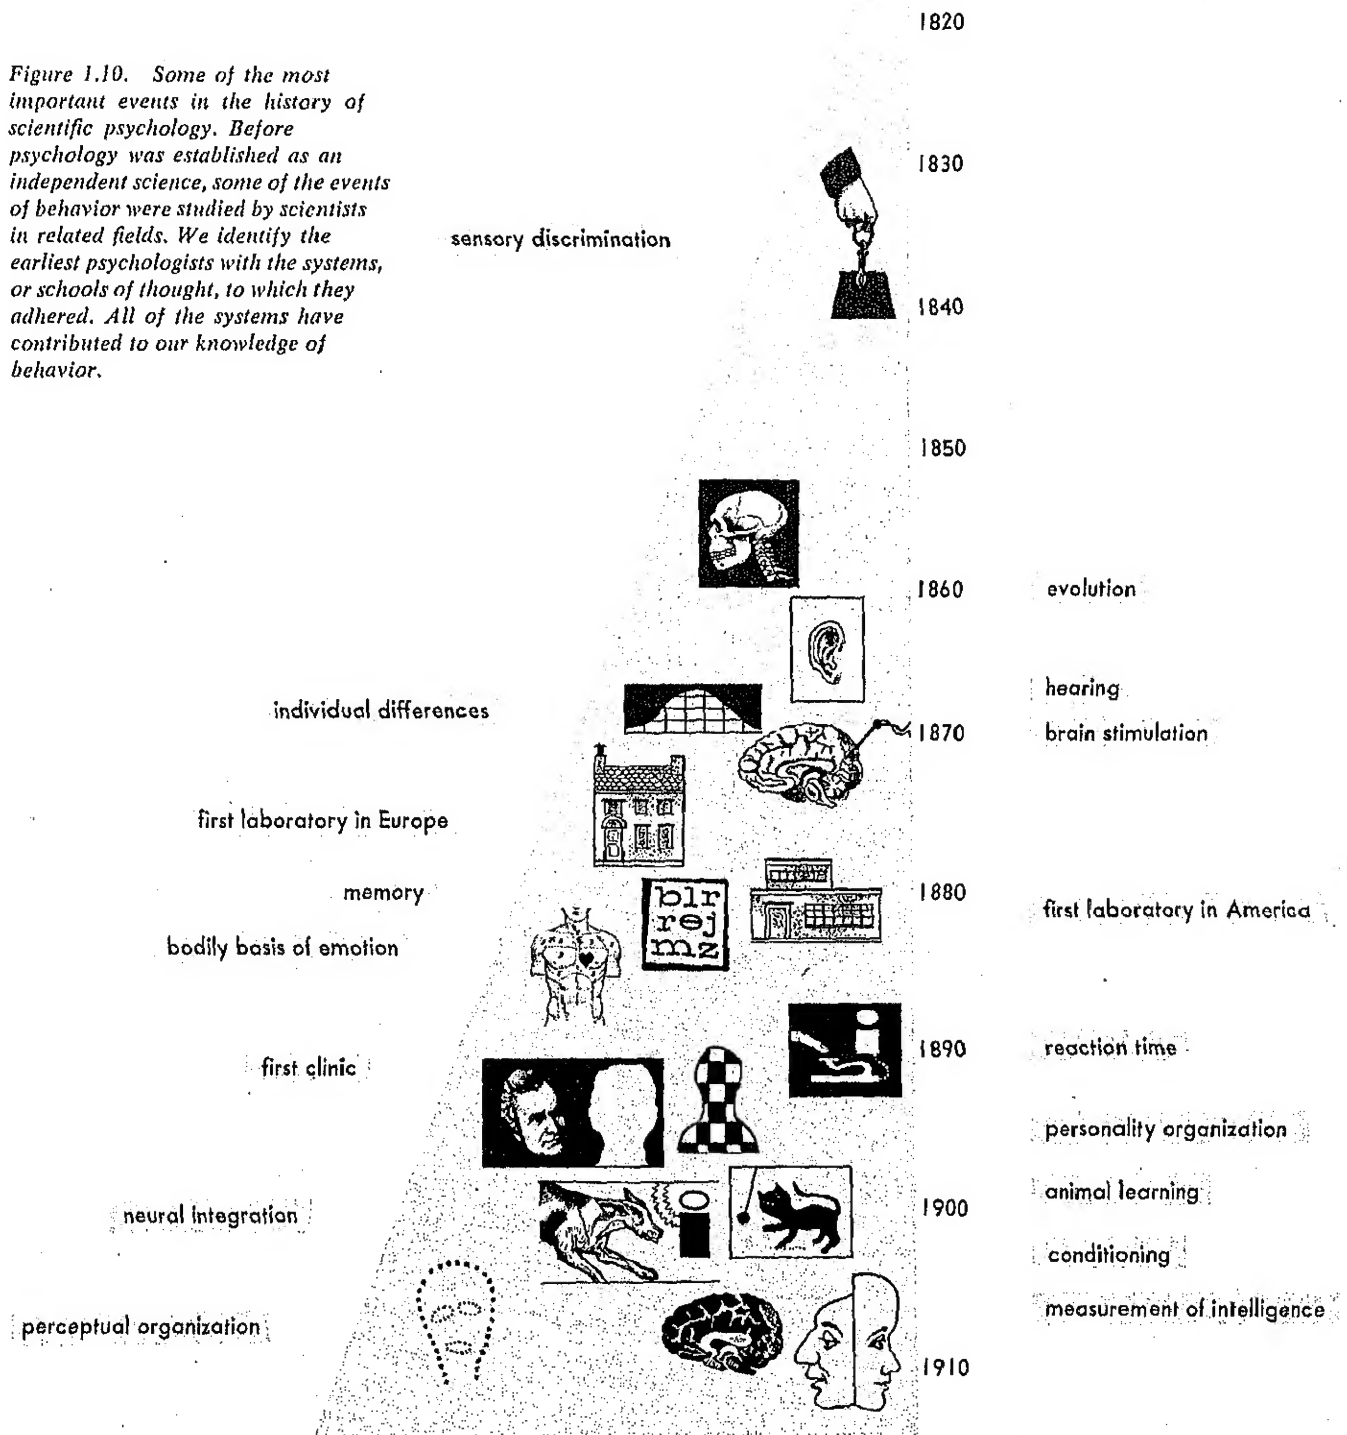 1820
Figure 1.10. Some of the most
important events in the history of
scientific psychology. Before
psychology was established as an
independent science, some of the events
of behavior were studied by scientists
in related fields. We identify the
earliest psychologists with the systems,
or schools of thought, to which they
adhered. All of the systems have
contributed to our knowledge of
behavior.
1830
sensory discrimination
1840
1850
1860 evolution
hearing
individual differences
1870 brain stimulation
first laboratory in Europe
memory
blr
rej
mz
1880
first laboratory in America
bodily basis of emotion
1890 reaction time
first clinic
personality organization
animal learning
neural integration
1900
conditioning
measurement of intelligence
perceptual organization
1910